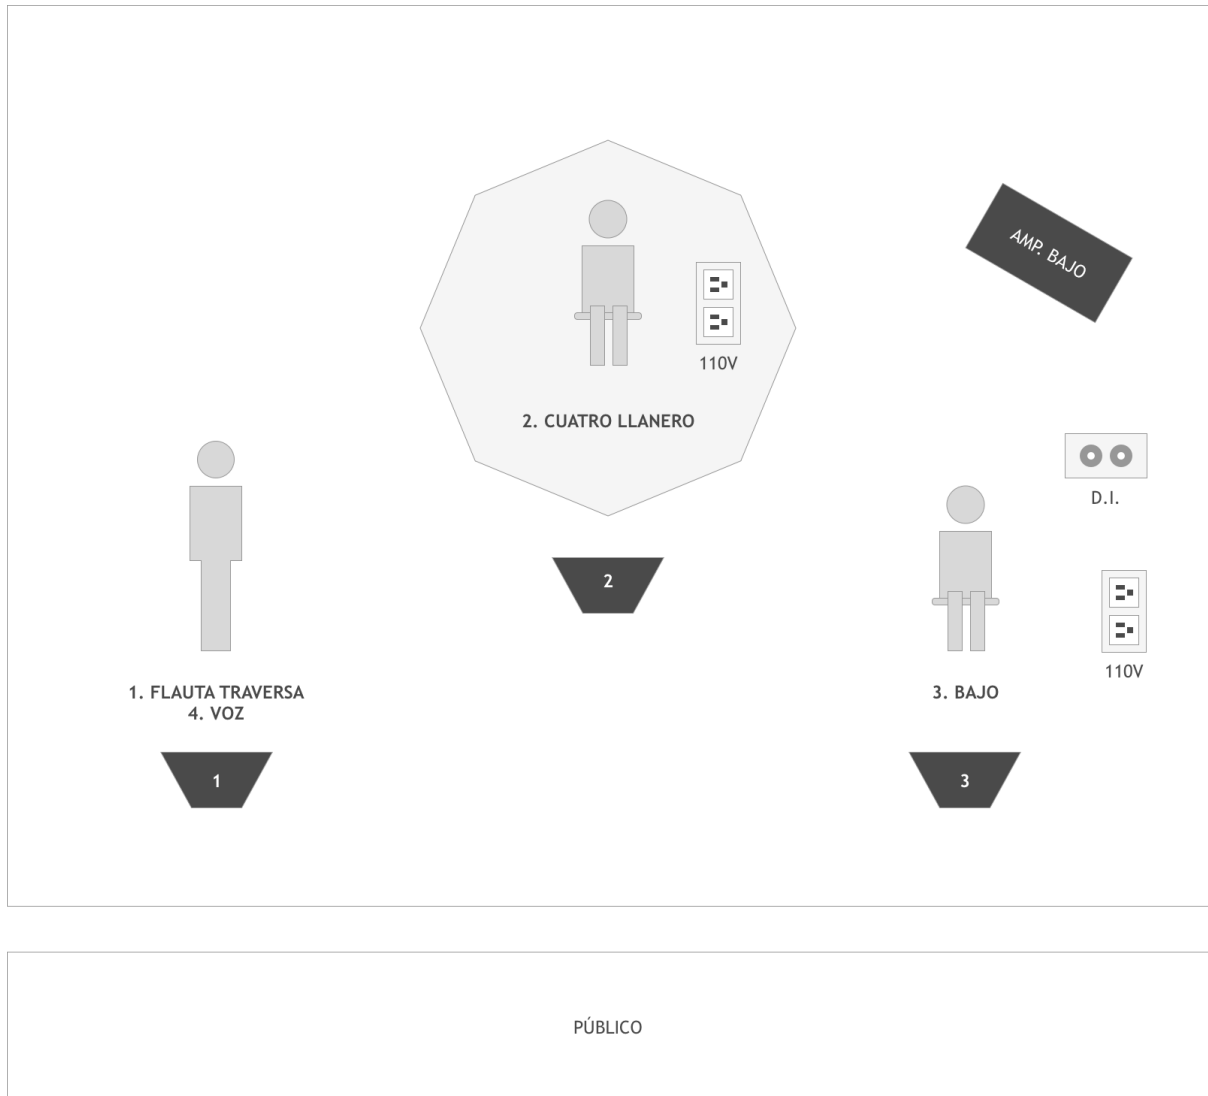 AMP. BAJO
110V
2. CUATRO LLANERO
D.I.
2
110V
1. FLAUTA TRAVERSA
4. VOZ
3. BAJO
1
3
PÚBLICO